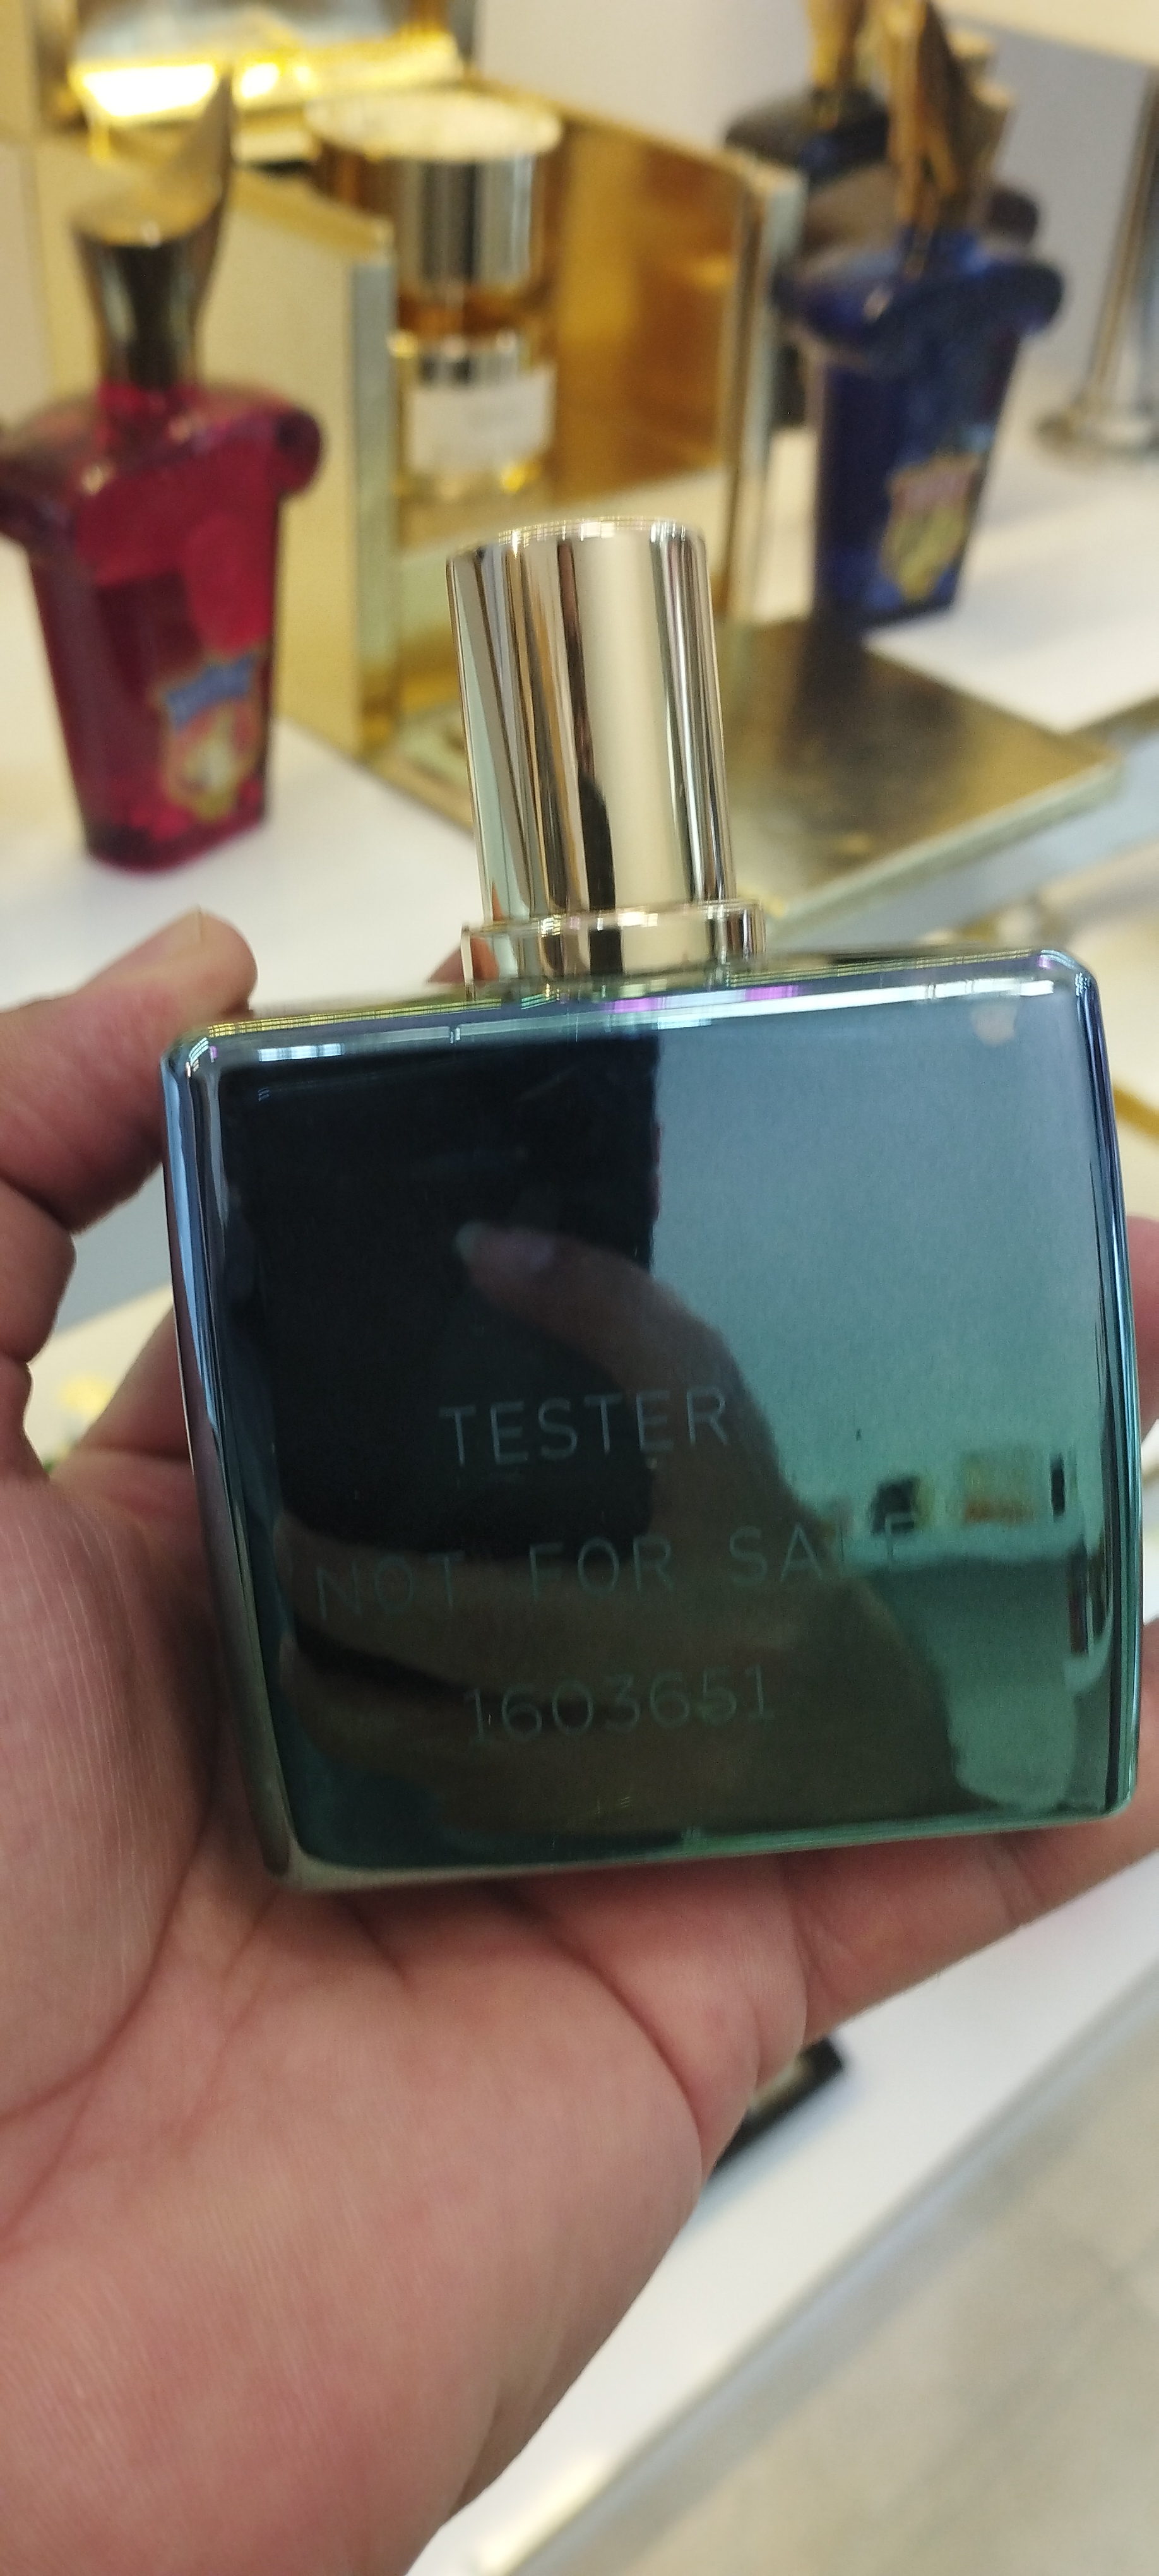 TESTER
NOT FOR SALE
1603651